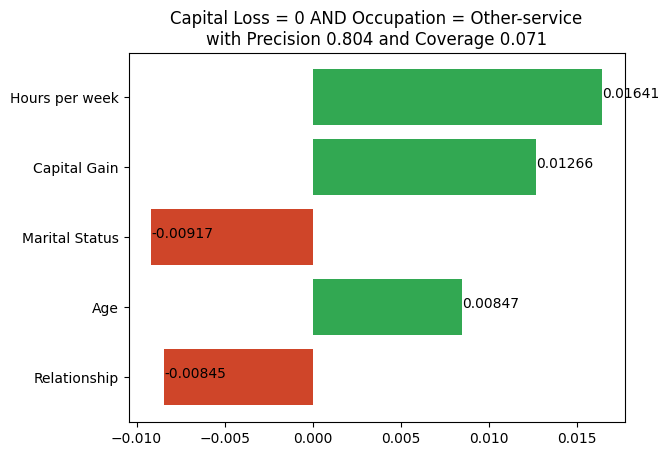 Capital Loss = 0 AND Occupation = Other-service
with Precision 0.804 and Coverage 0.071
Hours per week
0.01641
Capital Gain
0.01266
Marital Status
-0.00917
Age
0.00847
Relationship
-0.00845
−0.010 −0.005 0.000 0.005 0.010 0.015